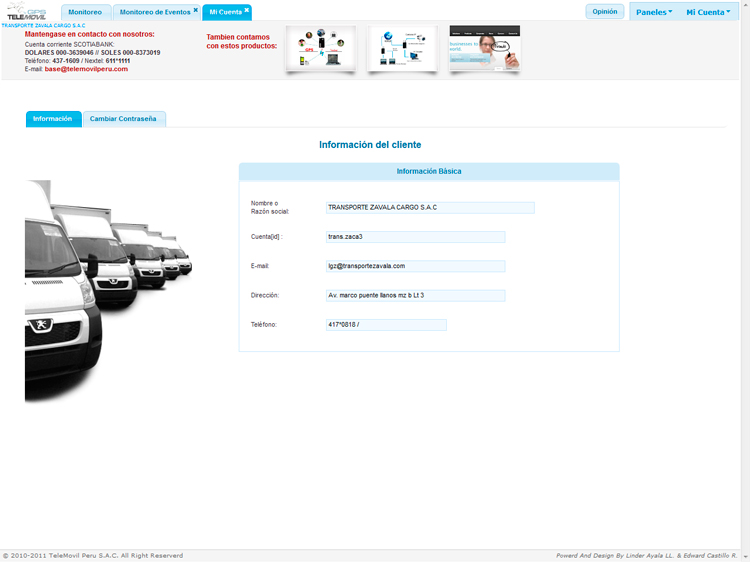 GPS
TELEMOVIL
TRANSPORTE ZAVALA CARGO S.A.C
Monitoreo
Monitoreo de Eventos
Mi Cuenta
Opinión
Paneles
Mi Cuenta
Mantengase en contacto con nosotros:
Cuenta corriente SCOTIABANK:
DOLARES 000-3639046 // SOLES 000-8373019
Teléfono: 437-1609 / Nextel: 611*1111
E-mail: base@telemovilperu.com
Tambien contamos
con estos productos:
Información
Cambiar Contraseña
Información del cliente
Información Básica
Nombre o
Razón social:
TRANSPORTE ZAVALA CARGO S.A.C
Cuenta[id] :
trans.zaca3
E-mail:
lgz@transportezavala.com
Dirección:
Av. marco puente llanos mz b Lt 3
Teléfono:
417*0818 /
© 2010-2011 TeleMovil Peru S.A.C. All Right Reserverd
Powerd And Design By Linder Ayala LL. & Edward Castillo R.